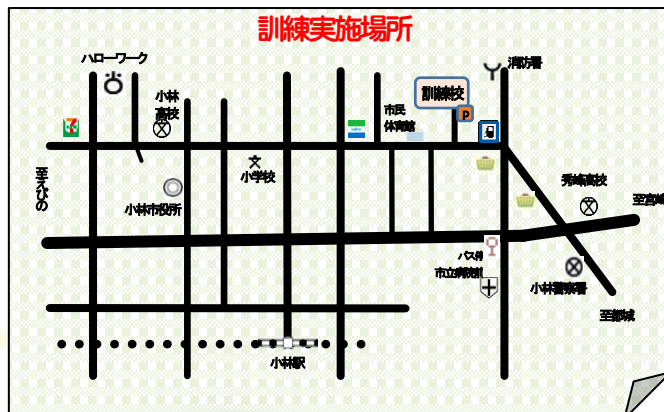 訓練実施場所
ハローワーク
消防署
訓練校
P
小林
高校
市民
体育館
7
小学校
至えびの
秀峰高校
小林市役所
至宮崎
バス停
市立病院前
小林警察署
至都城
小林駅